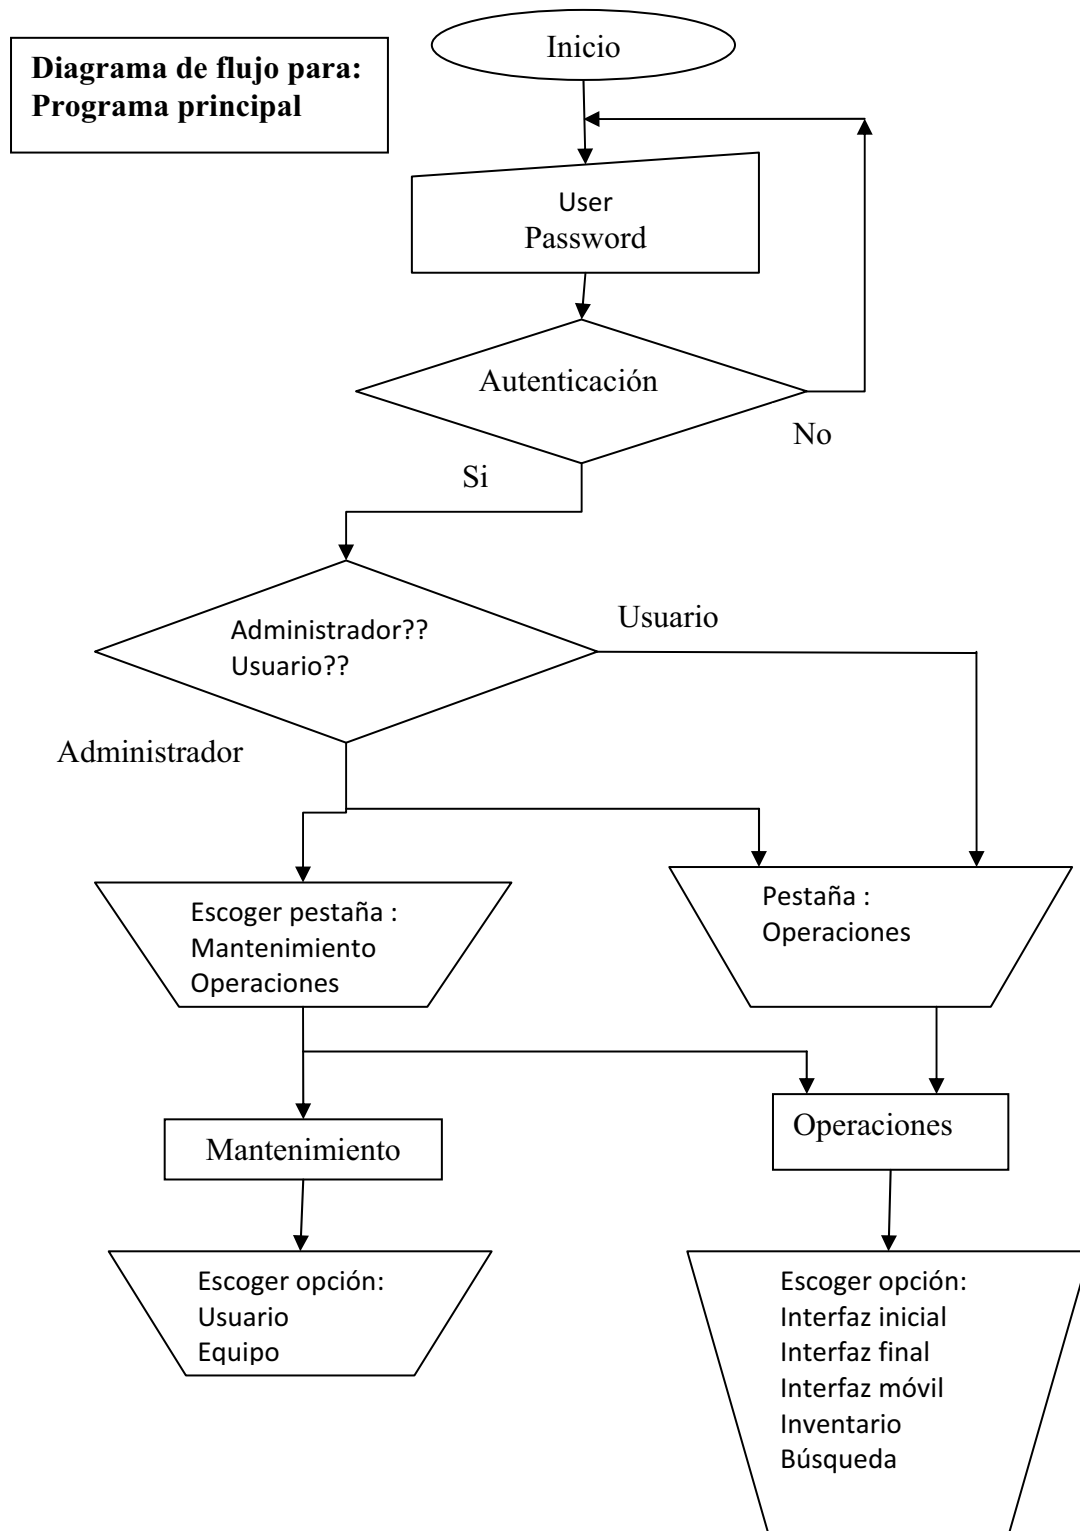 Diagrama de flujo para:
Programa principal
Inicio
User
Password
Autenticación
No
Si
Administrador??
Usuario??
Usuario
Administrador
Escoger pestaña :
Mantenimiento
Operaciones
Pestaña :
Operaciones
Mantenimiento
Operaciones
Escoger opción:
Usuario
Equipo
Escoger opción:
Interfaz inicial
Interfaz final
Interfaz móvil
Inventario
Búsqueda